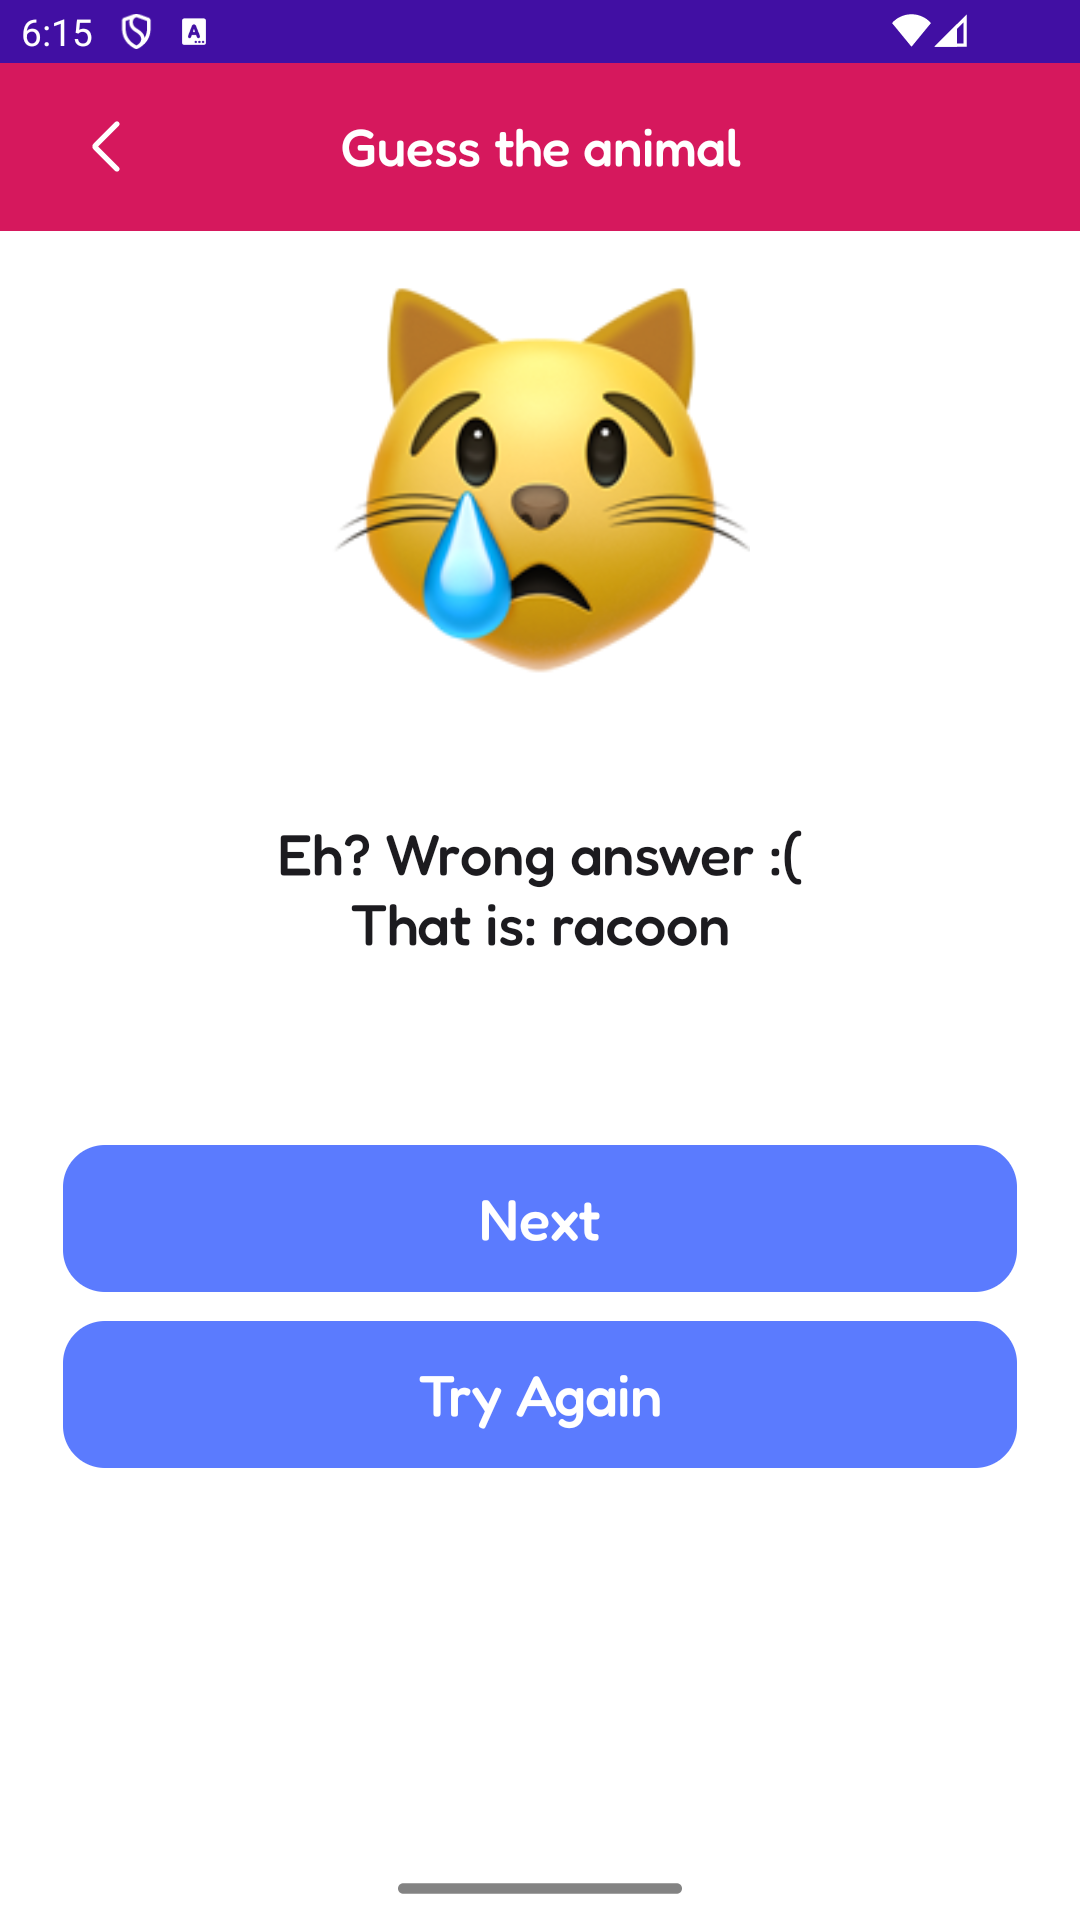 6:15
Guess the animal
Eh? Wrong answer :(
That is: racoon
Next
Try Again